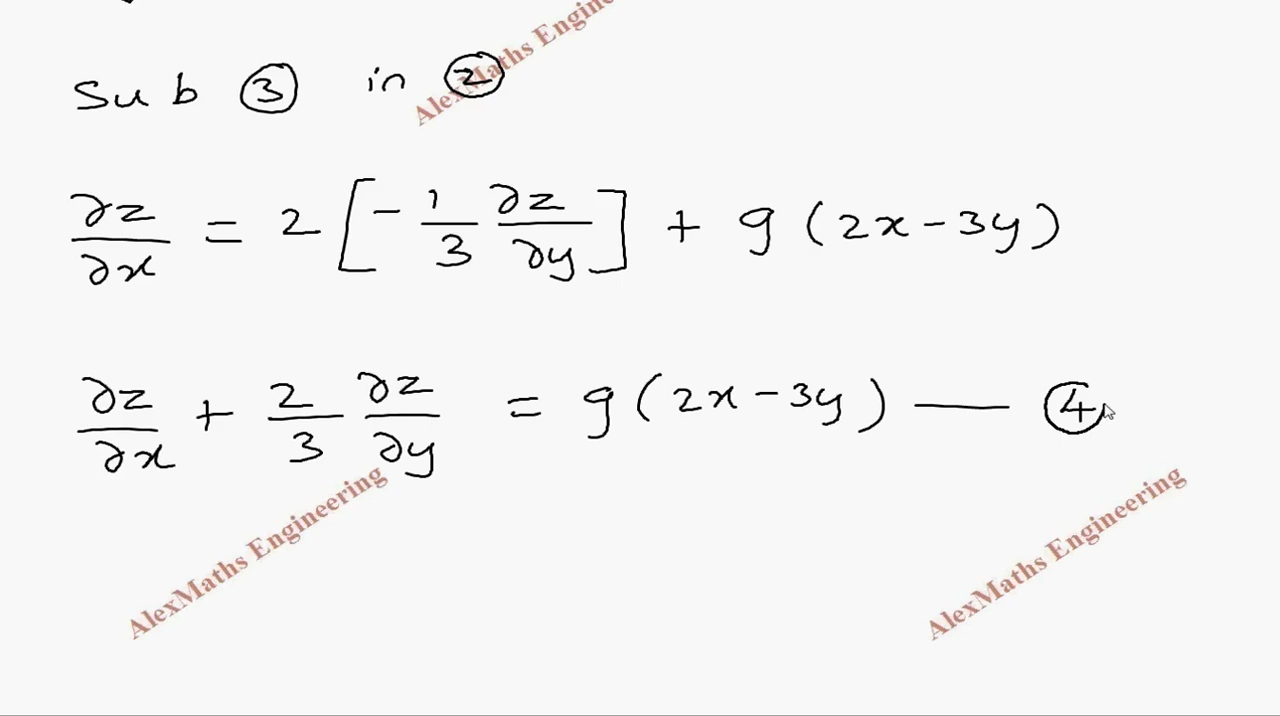 AlexMaths Engine
Sub ③ in ②
∂z/∂x = 2 [ - 1/3 ∂z/∂y ] + g (2x - 3y)
∂z/∂x + 2/3 ∂z/∂y = g (2x - 3y) — ④
AlexMaths Engineering
AlexMaths Engineering